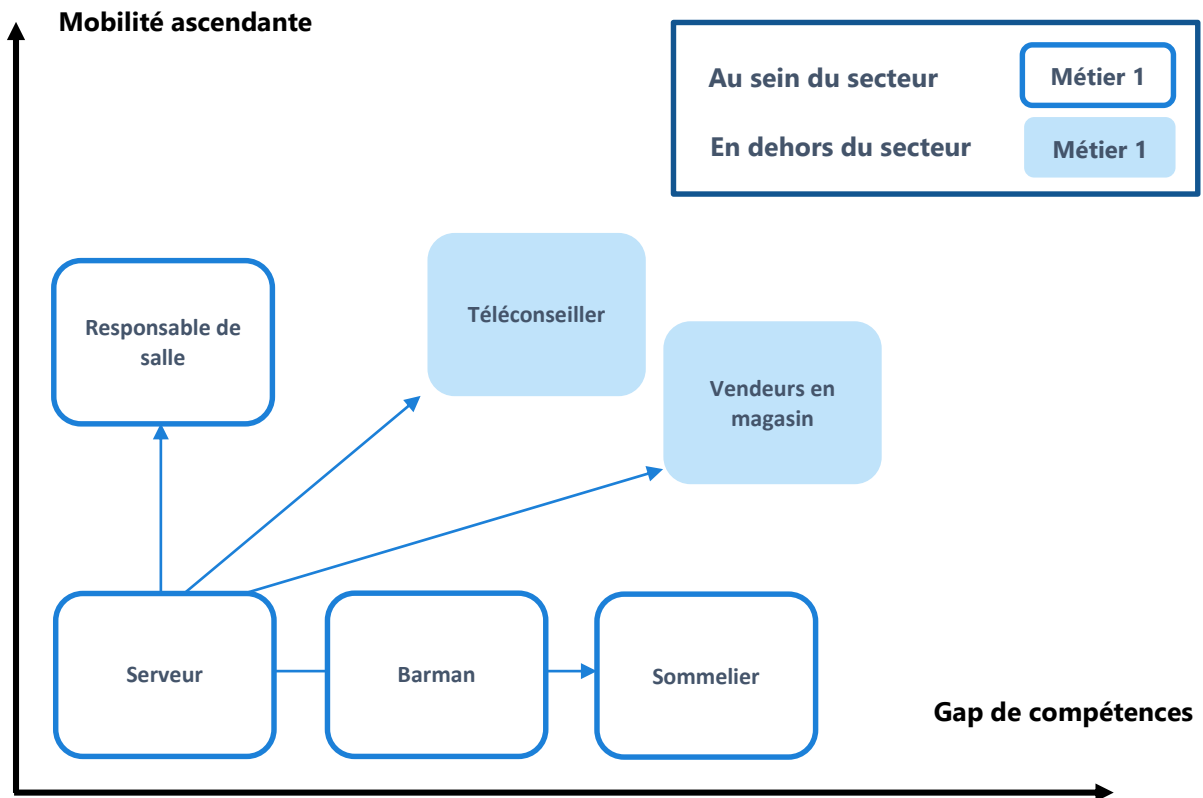 Mobilité ascendante
Au sein du secteur
Métier 1
En dehors du secteur
Métier 1
Responsable de
salle
Téléconseiller
Vendeurs en
magasin
Serveur
Barman
Sommelier
Gap de compétences